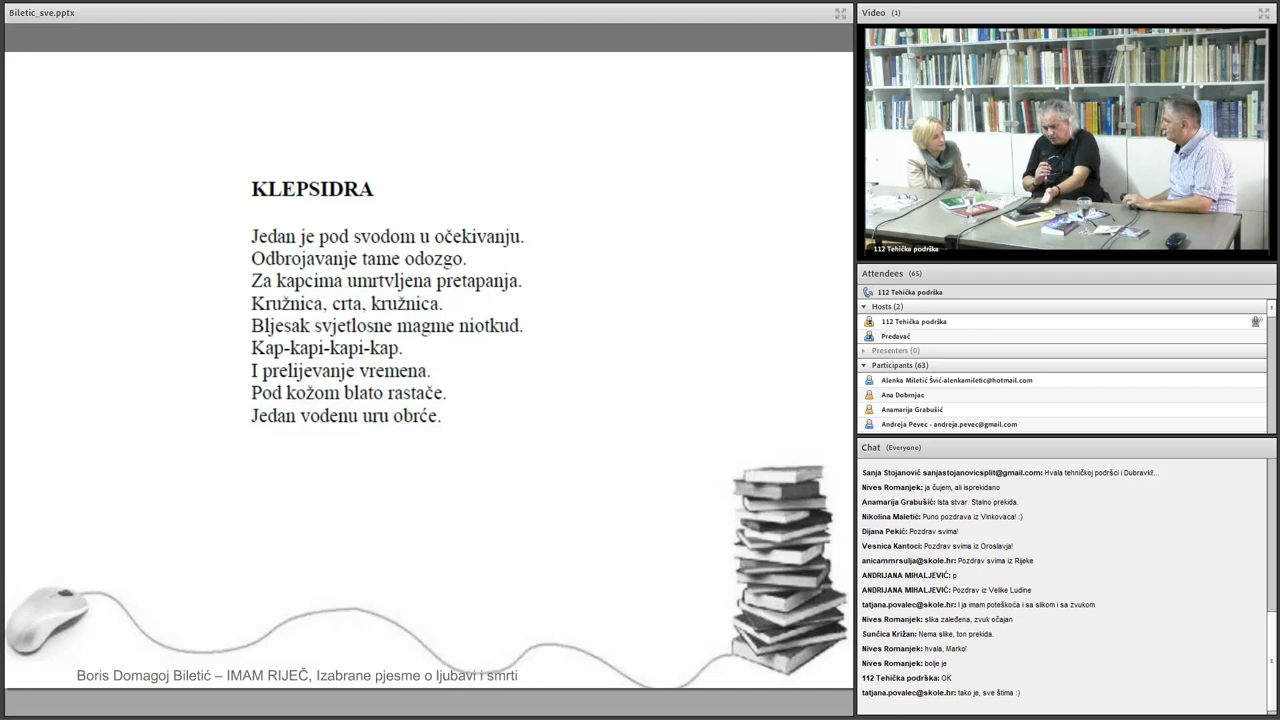 Biletic_sve.pptx
KLEPSIDRA
Jedan je pod svodom u očekivanju.
Odbrojavanje tame odozgo.
Za kapcima umrtvljena pretapanja.
Kružnica, crta, kružnica.
Bljesak svjetlosne magme niotkud.
Kap-kapi-kapi-kap.
I prelijevanje vremena.
Pod kožom blato rastače.
Jedan vodenu uru obrće.
Boris Domagoj Biletić – IMAM RIJEČ, Izabrane pjesme o ljubavi i smrti
Video (1)
112 Tehička podrška
Attendees (65)
112 Tehička podrška
Hosts (2)
112 Tehička podrška
Predavač
Presenters (0)
Participants (63)
Alenka Miletić Švić-alenkamiletic@hotmail.com
Ana Dobrnjac
Anamarija Grabušić
Andreja Pevec - andreja.pevec@gmail.com
Chat (Everyone)
Sanja Stojanović sanjastojanovicsplit@gmail.com: Hvala tehničkoj podršci i Dubravki!...
Nives Romanjek: ja čujem, ali isprekidano
Anamarija Grabušić: Ista stvar. Stalno prekida.
Nikolina Maletić: Puno pozdrava iz Vinkovaca! :)
Dijana Pekić: Pozdrav svima!
Vesnica Kantoci: Pozdrav svima iz Oroslavja!
anicammrsulja@skole.hr: Pozdrav svima iz Rijeke
ANDRIJANA MIHALJEVIĆ: p
ANDRIJANA MIHALJEVIĆ: Pozdrav iz Velike Ludine
tatjana.povalec@skole.hr: I ja imam poteškoća i sa slikom i sa zvukom
Nives Romanjek: slika zaleđena, zvuk očajan
Sunčica Križan: Nema slike, ton prekida.
Nives Romanjek: hvala, Marko!
Nives Romanjek: bolje je
112 Tehička podrška: OK
tatjana.povalec@skole.hr: tako je, sve štima :)